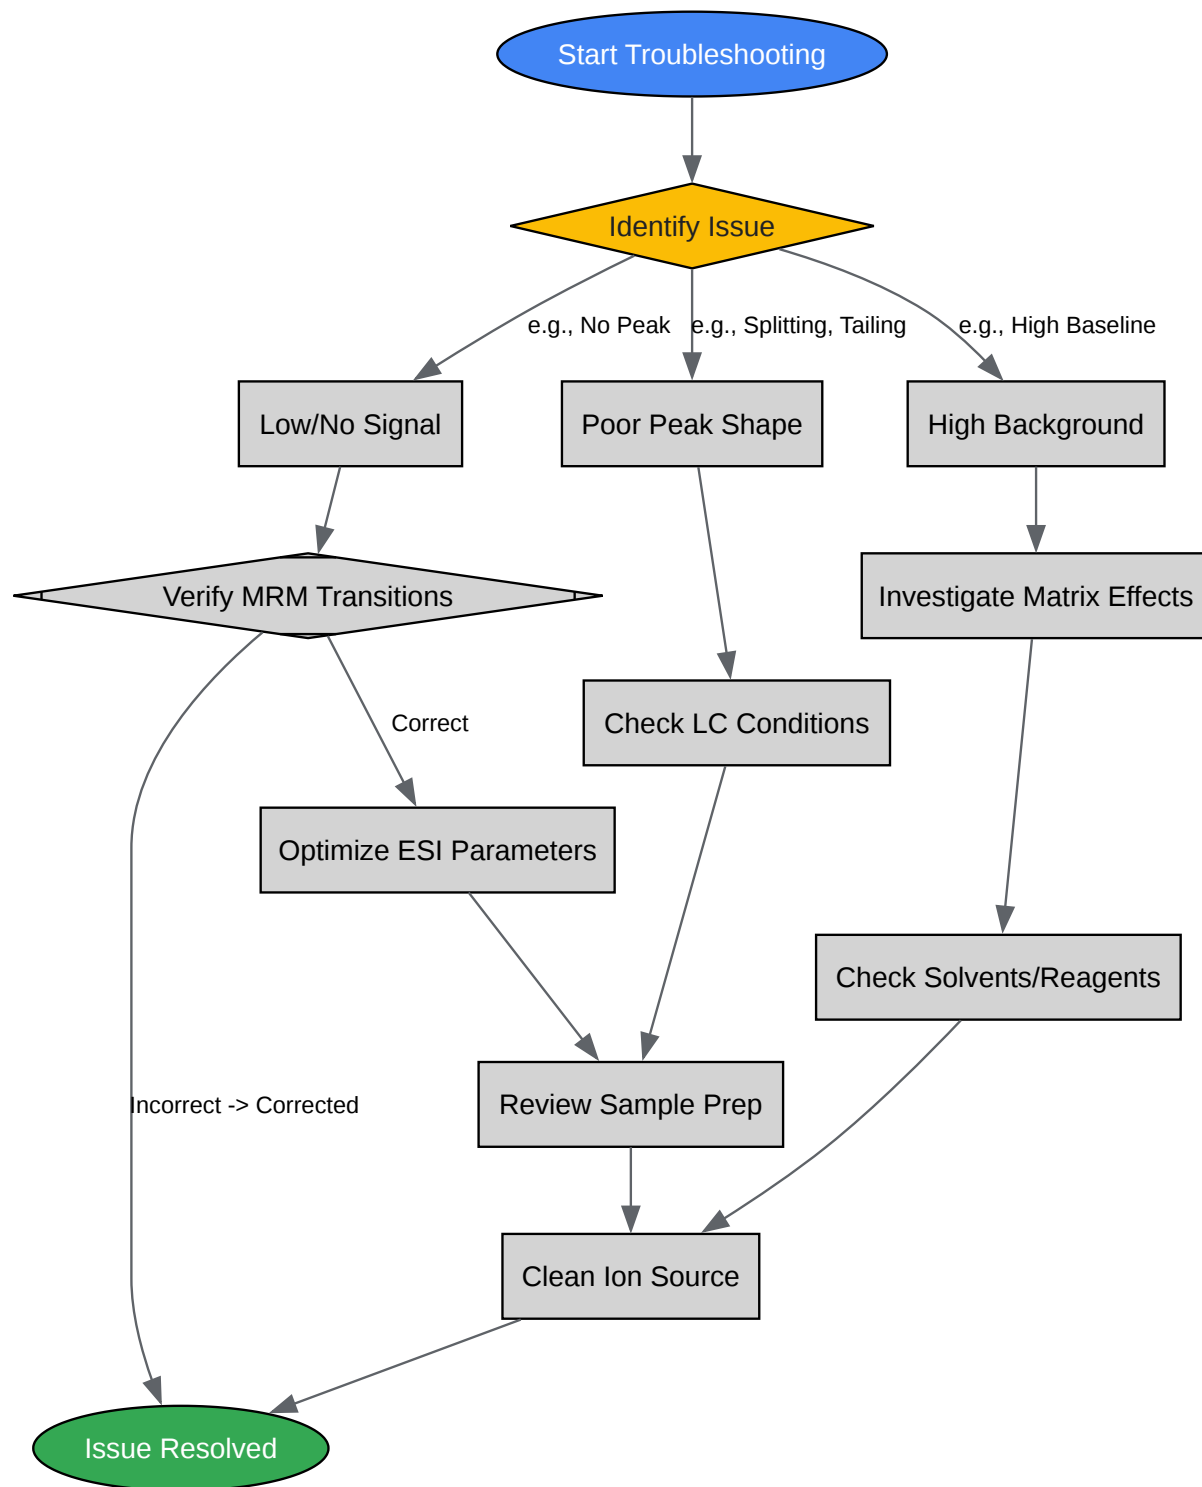 Start Troubleshooting
Identify Issue
e.g., No Peak
e.g., Splitting, Tailing
e.g., High Baseline
Low/No Signal
Poor Peak Shape
High Background
Verify MRM Transitions
Investigate Matrix Effects
Correct
Check LC Conditions
Optimize ESI Parameters
Check Solvents/Reagents
Incorrect -> Corrected
Review Sample Prep
Clean Ion Source
Issue Resolved